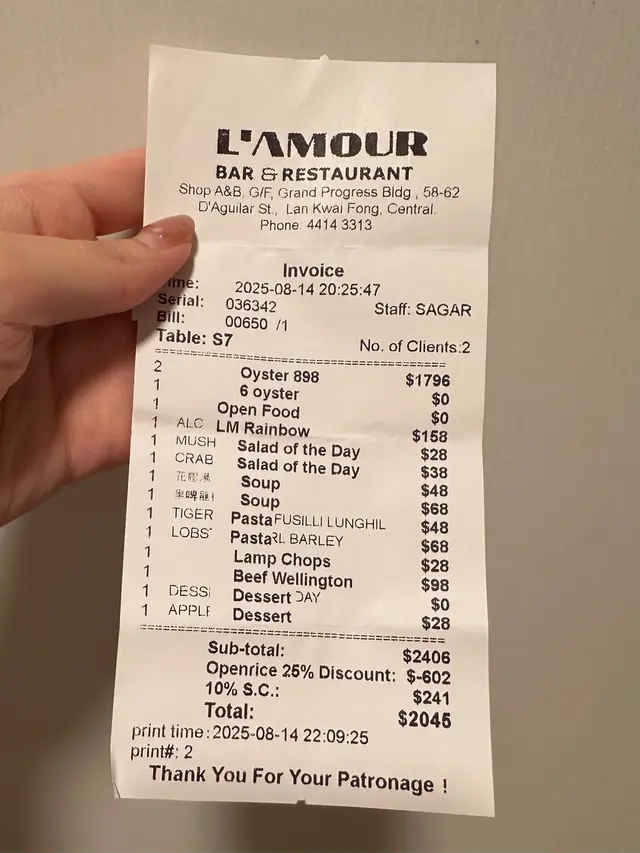 L'AMOUR
BAR & RESTAURANT
Shop A&B, G/F, Grand Progress Bldg., 58-62
D'Aguilar St., Lan Kwai Fong, Central.
Phone: 4414 3313
Invoice
Time: 2025-08-14 20:25:47
Serial: 036342 Staff: SAGAR
Bill: 00650 /1
Table: S7 No. of Clients:2
2 Oyster 898 $1796
1 6 oyster $0
1 Open Food $0
1 ALC LM Rainbow $158
1 MUSH Salad of the Day $28
1 CRAB Salad of the Day $38
1 花膠 Soup $48
1 Soup $68
1 TIGER Pasta FUSILLI LUNGHI $48
1 LOBS Pasta BARLEY $68
1 Lamp Chops $28
1 Beef Wellington $98
1 DESS Dessert DAY $0
1 APPLE Dessert $28
Sub-total: $2406
Openrice 25% Discount: $-602
10% S.C.: $241
Total: $2045
print time:2025-08-14 22:09:25
print#: 2
Thank You For Your Patronage !